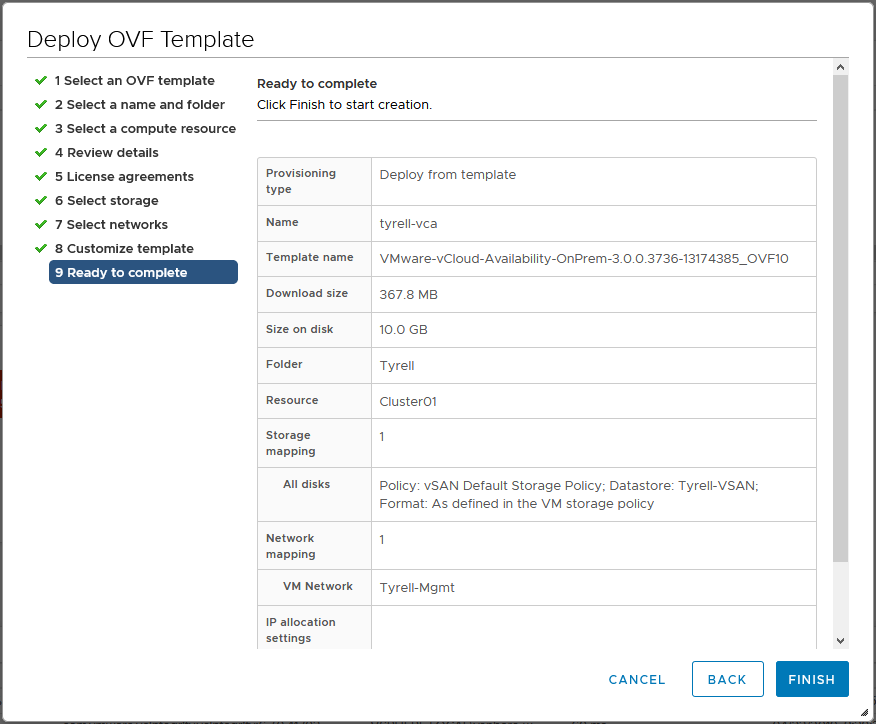 Deploy OVF Template
1 Select an OVF template
2 Select a name and folder
3 Select a compute resource
4 Review details
5 License agreements
6 Select storage
7 Select networks
8 Customize template
9 Ready to complete
Ready to complete
Click Finish to start creation.
Provisioning
type
Deploy from template
Name
tyrell-vca
Template name
VMware-vCloud-Availability-OnPrem-3.0.0.3736-13174385_OVF10
Download size
367.8 MB
Size on disk
10.0 GB
Folder
Tyrell
Resource
Cluster01
Storage
mapping
1
All disks
Policy: vSAN Default Storage Policy; Datastore: Tyrell-VSAN;
Format: As defined in the VM storage policy
Network
mapping
1
VM Network
Tyrell-Mgmt
IP allocation
settings
CANCEL
BACK
FINISH